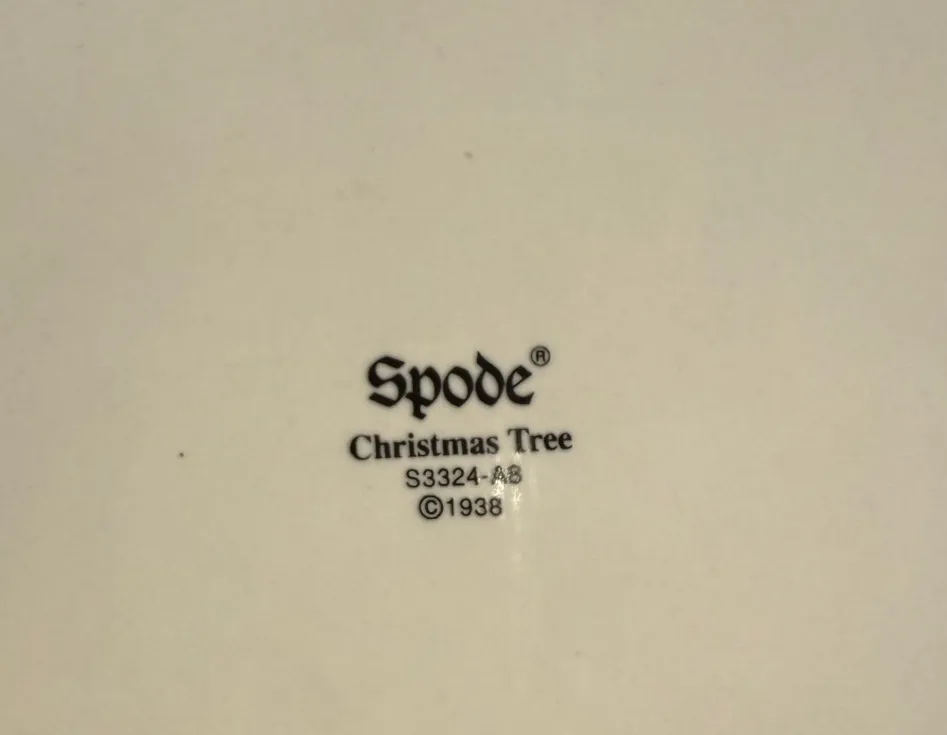 Spode®
Christmas Tree
S3324-AB
©1938